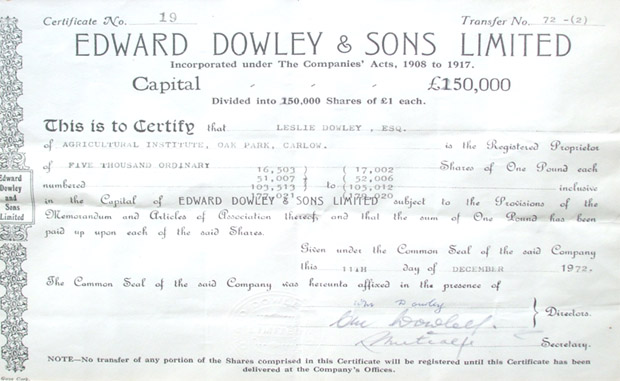 Certificate No. 19 Transfer No. 72 -(2)
EDWARD DOWLEY & SONS LIMITED
Incorporated under The Companies' Acts, 1908 to 1917.
Capital - - - £150,000
Divided into 150,000 Shares of £1 each.
This is to Certify that LESLIE DOWLEY , ESQ.
of AGRICULTURAL INSTITUTE, OAK PARK, CARLOW. is the Registered Proprietor
of FIVE THOUSAND ORDINARY Shares of One Pound each
16,503 ) ( 17,002
51,007 ) ( 52,006
numbered 103,513 ) to ( 105,012 inclusive
in the Capital of EDWARD DOWLEY & SONS LIMITED subject to the Provisions of the
Memorandum and Articles of Association thereof, and that the sum of One Pound has been
paid up upon each of the said Shares.
Given under the Common Seal of the said Company
this 11TH day of DECEMBER 1972.
The Common Seal of the said Company was hereunto affixed in the presence of
Wm Dowley
Directors.
Secretary.
NOTE—No transfer of any portion of the Shares comprised in this Certificate will be registered until this Certificate has been
delivered at the Company's Offices.
Edward
Dowley
and
Sons
Limited